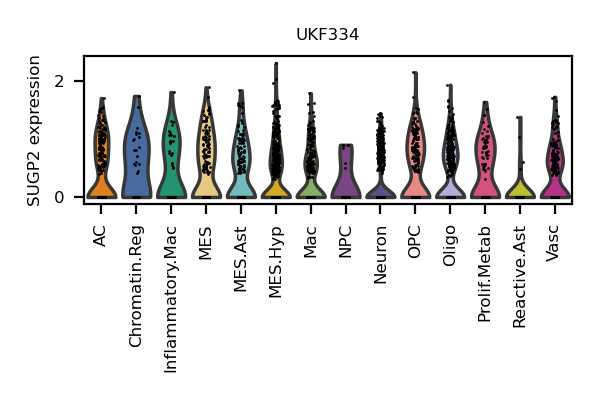 UKF334
SUGP2 expression
2
0
AC
Chromatin.Reg
Inflammatory.Mac
MES
MES.Ast
MES.Hyp
Mac
NPC
Neuron
OPC
Oligo
Prolif.Metab
Reactive.Ast
Vasc